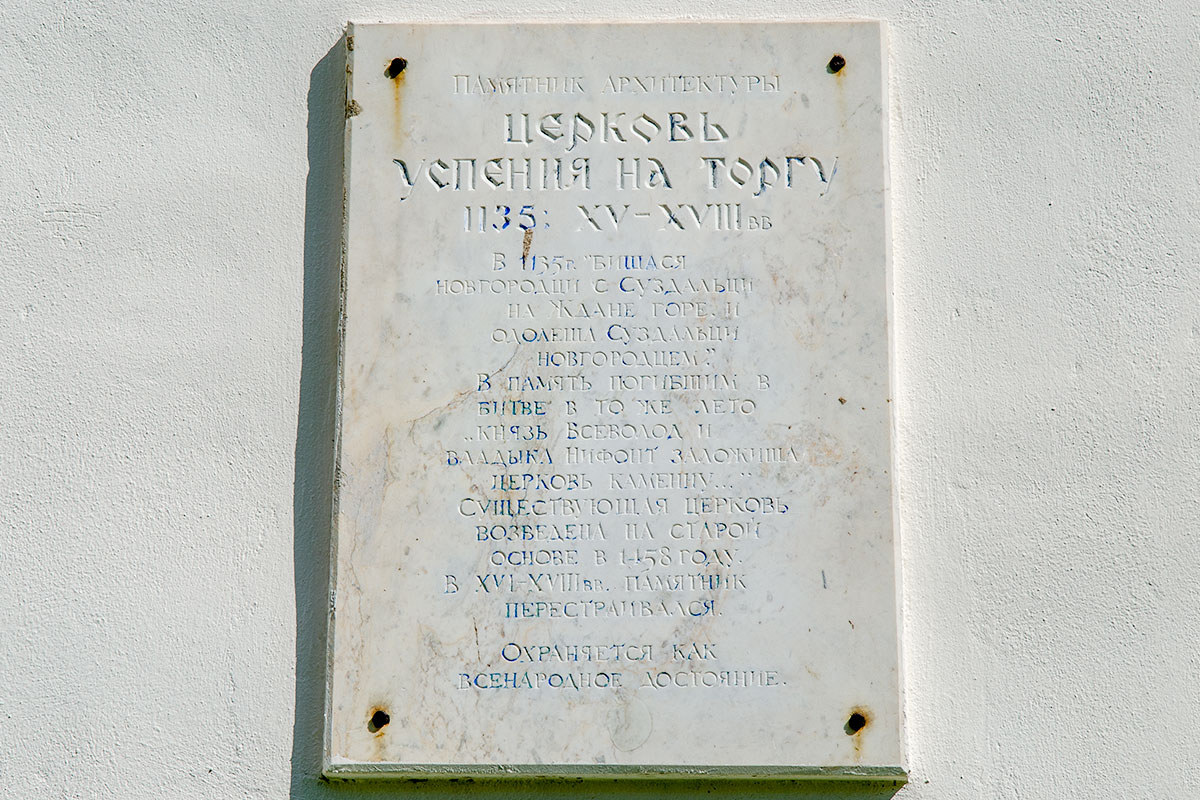 ПАМЯТНИК АРХИТЕКТУРЫ
ЦЕРКОВЬ
УСПЕНИЯ НА ТОРГУ
1135; XV–XVIII ВВ
В 1135 г. "БИШАСЯ
НОВГОРОДЦИ С СУЗДАЛЬЦИ
НА ЖДАНЕ ГОРЕ, И
ОДОЛЕША СУЗДАЛЬЦИ
НОВГОРОДЦЕМ".
В ПАМЯТЬ ПОГИБШИМ В
БИТВЕ В ТО ЖЕ ЛЕТО
„КНЯЗЬ ВСЕВОЛОД И
ВЛАДЫКА НИФОНТ ЗАЛОЖИША
ЦЕРКОВЬ КАМЕННУ..."
СУЩЕСТВУЮЩАЯ ЦЕРКОВЬ
ВОЗВЕДЕНА НА СТАРОЙ
ОСНОВЕ В 1458 ГОДУ.
В XVI–XVIII ВВ. ПАМЯТНИК
ПЕРЕСТРАИВАЛСЯ.
ОХРАНЯЕТСЯ КАК
ВСЕНАРОДНОЕ ДОСТОЯНИЕ.